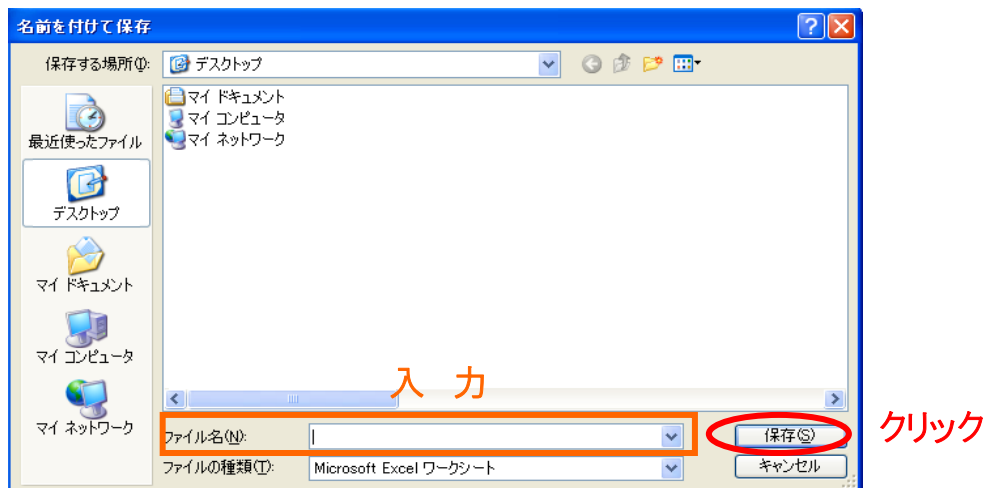 名前を付けて保存
保存する場所(I): デスクトップ
最近使ったファイル
デスクトップ
マイ ドキュメント
マイ コンピュータ
マイ ネットワーク
マイ ドキュメント
マイ コンピュータ
マイ ネットワーク
入 力
ファイル名(N): 保存(S) クリック
ファイルの種類(T): Microsoft Excel ワークシート キャンセル